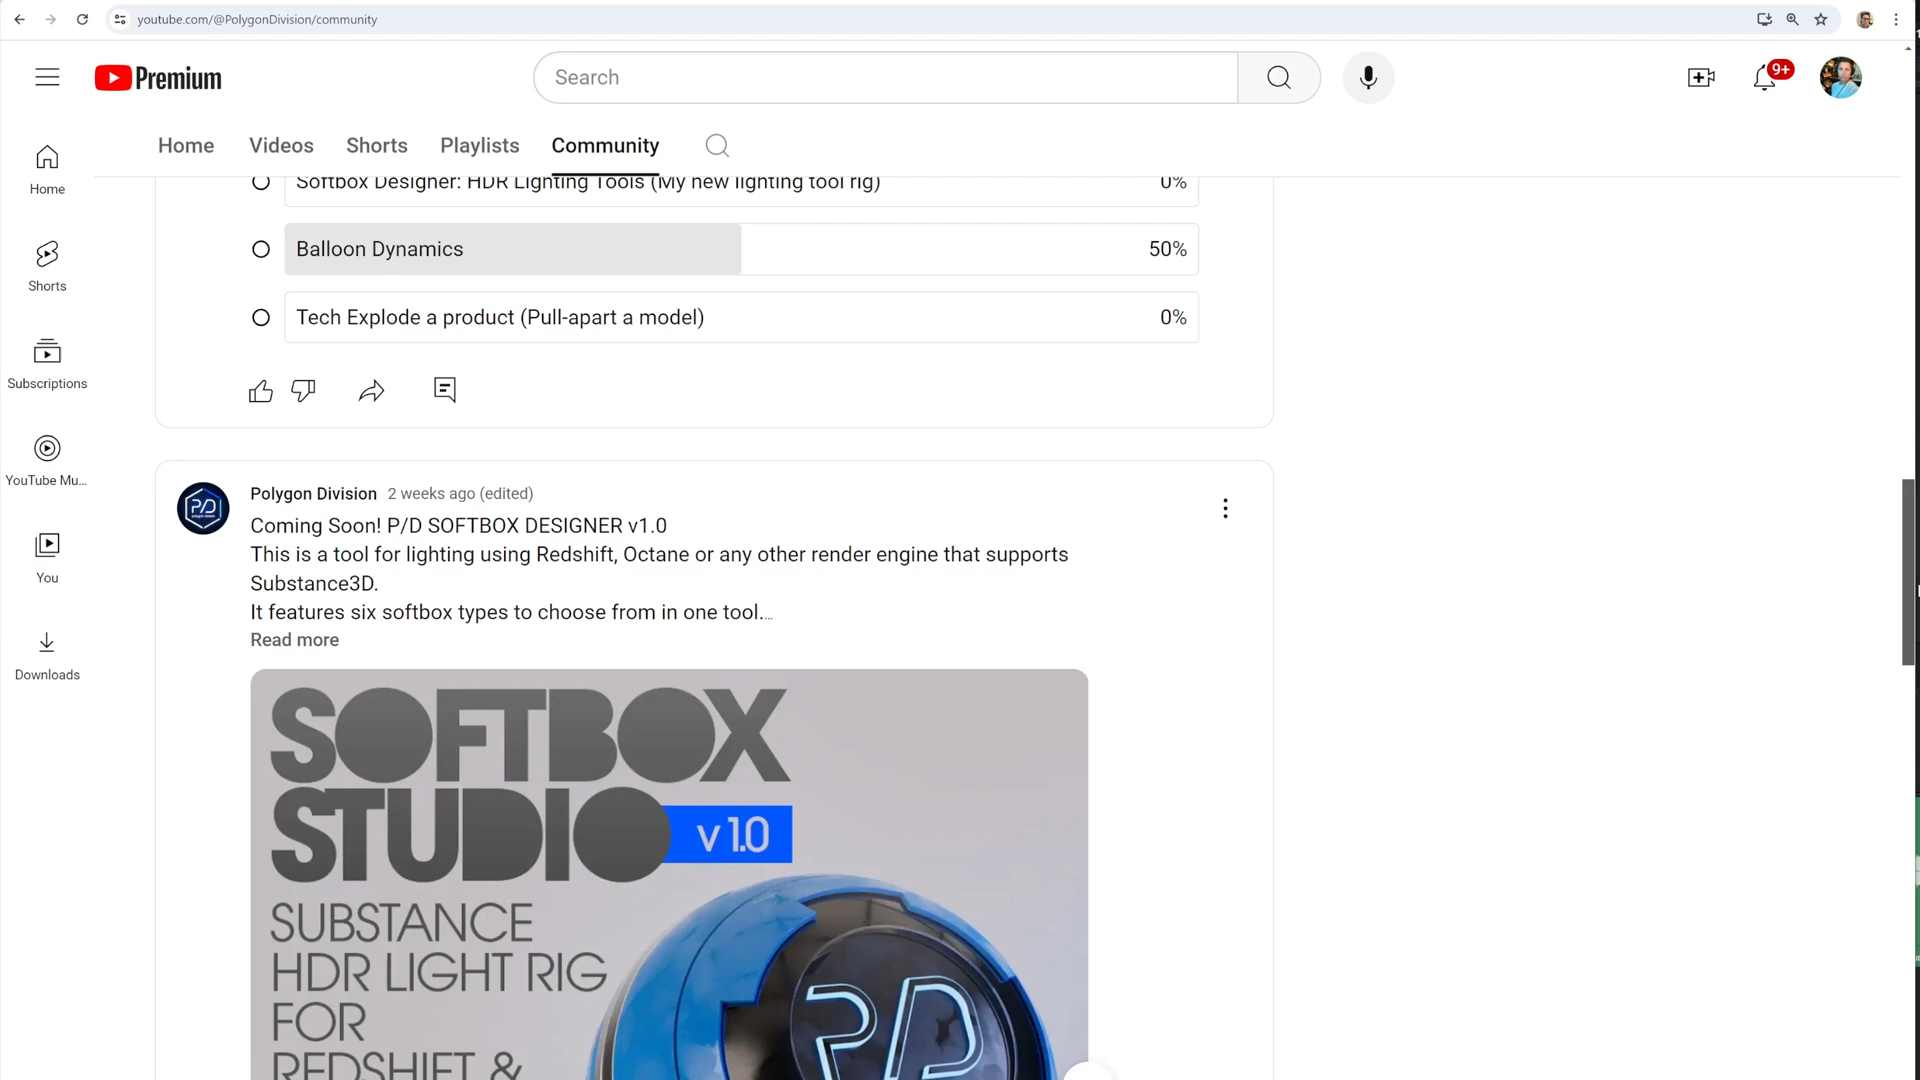 youtube.com/@PolygonDivision/community
Premium
Search
9+
Home
Videos
Shorts
Playlists
Community
Home
Shorts
Subscriptions
YouTube Mu...
You
Downloads
Softbox Designer: HDR Lighting Tools (My new lighting tool rig)
0%
Balloon Dynamics
50%
Tech Explode a product (Pull-apart a model)
0%
P/D
Polygon Division 2 weeks ago (edited)
Coming Soon! P/D SOFTBOX DESIGNER v1.0
This is a tool for lighting using Redshift, Octane or any other render engine that supports
Substance3D.
It features six softbox types to choose from in one tool....
Read more
SOFTBOX
STUDIO
v 1.0
SUBSTANCE
HDR LIGHT RIG
FOR
REDSHIFT &
P/D